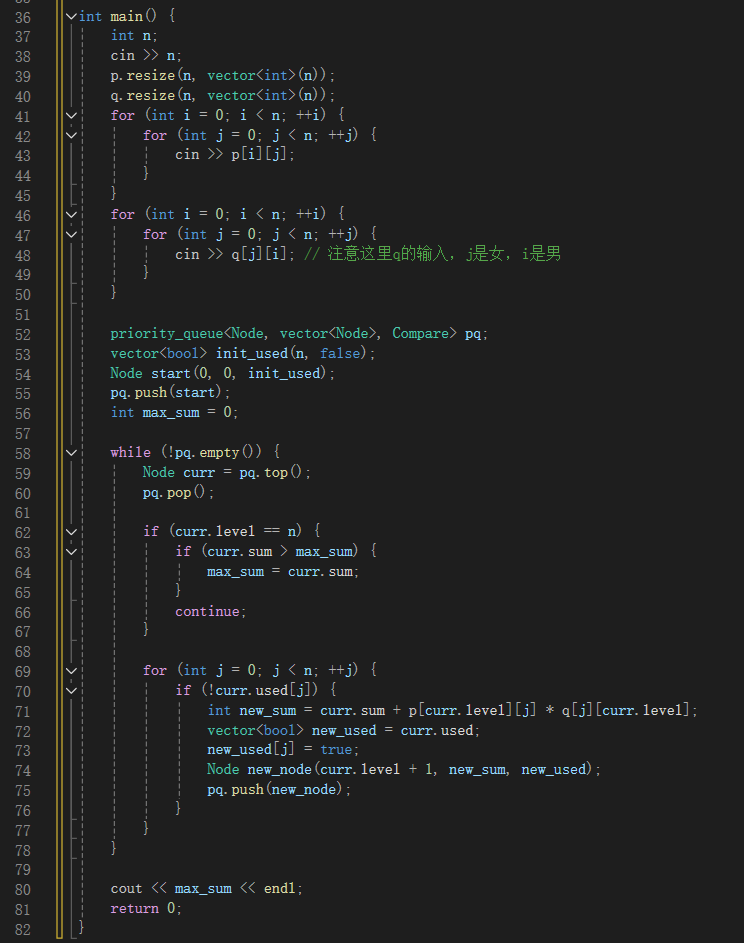 36 int main() {
37 int n;
38 cin >> n;
39 p.resize(n, vector<int>(n));
40 q.resize(n, vector<int>(n));
41 for (int i = 0; i < n; ++i) {
42 for (int j = 0; j < n; ++j) {
43 cin >> p[i][j];
44 }
45 }
46 for (int i = 0; i < n; ++i) {
47 for (int j = 0; j < n; ++j) {
48 cin >> q[j][i]; // 注意这里q的输入，j是女，i是男
49 }
50 }
51
52 priority_queue<Node, vector<Node>, Compare> pq;
53 vector<bool> init_used(n, false);
54 Node start(0, 0, init_used);
55 pq.push(start);
56 int max_sum = 0;
57
58 while (!pq.empty()) {
59 Node curr = pq.top();
60 pq.pop();
61
62 if (curr.level == n) {
63 if (curr.sum > max_sum) {
64 max_sum = curr.sum;
65 }
66 continue;
67 }
68
69 for (int j = 0; j < n; ++j) {
70 if (!curr.used[j]) {
71 int new_sum = curr.sum + p[curr.level][j] * q[j][curr.level];
72 vector<bool> new_used = curr.used;
73 new_used[j] = true;
74 Node new_node(curr.level + 1, new_sum, new_used);
75 pq.push(new_node);
76 }
77 }
78 }
79
80 cout << max_sum << endl;
81 return 0;
82 }